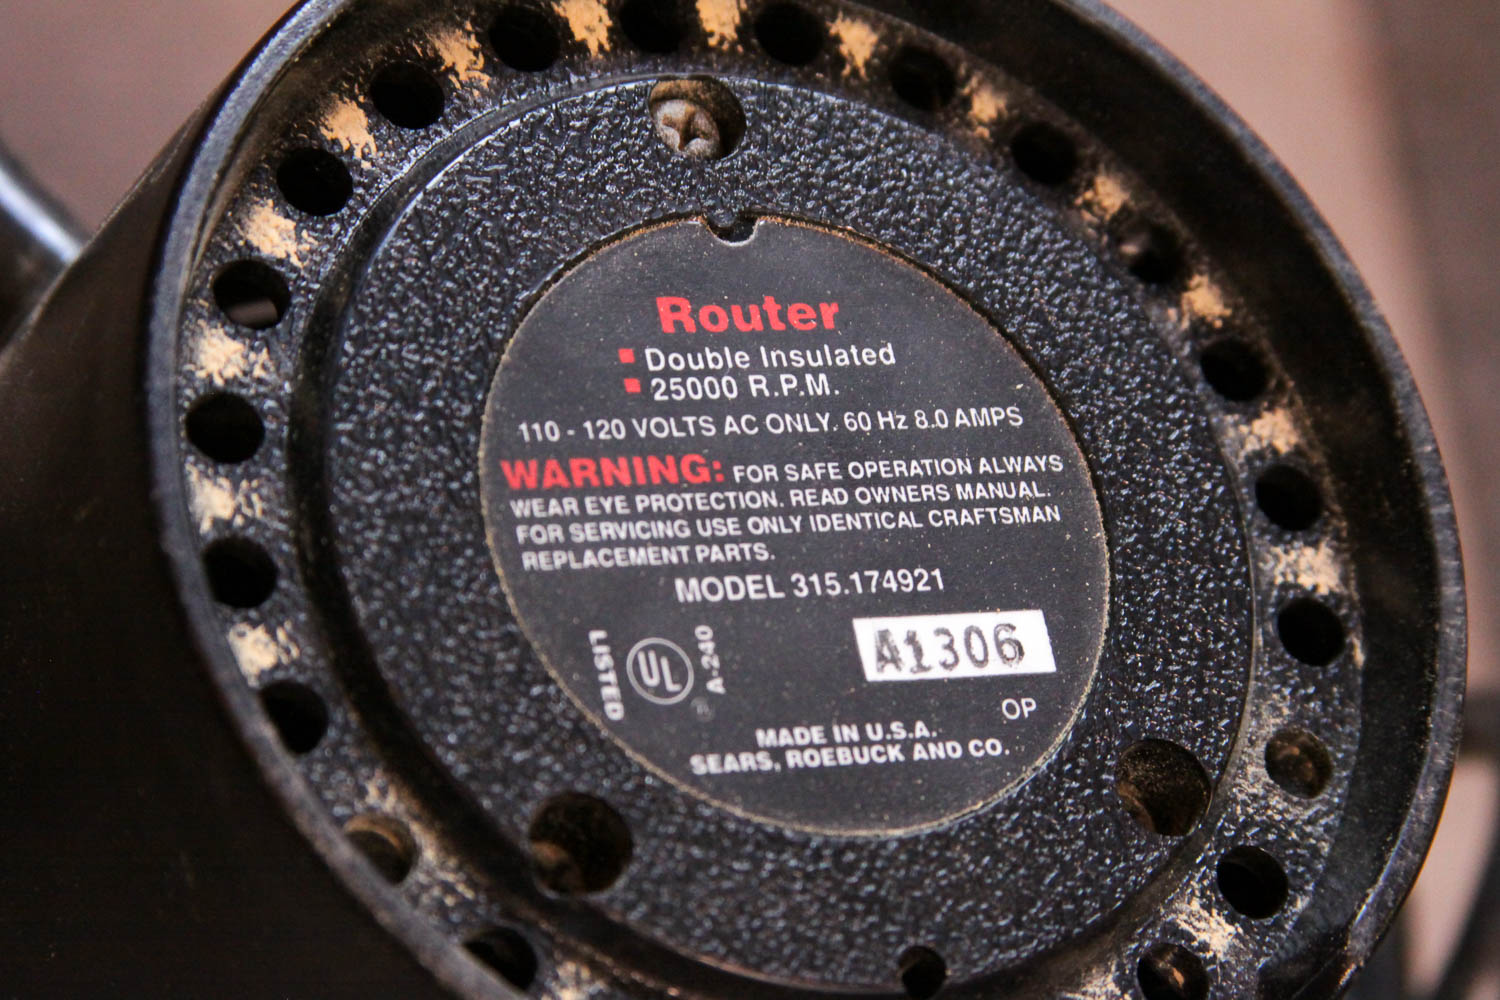 Router
Double Insulated
25000 R.P.M.
110 - 120 VOLTS AC ONLY. 60 Hz 8.0 AMPS
WARNING: FOR SAFE OPERATION ALWAYS
WEAR EYE PROTECTION. READ OWNERS MANUAL.
FOR SERVICING USE ONLY IDENTICAL CRAFTSMAN
REPLACEMENT PARTS.
MODEL 315.174921
LISTED
UL
A-240
A1306
OP
MADE IN U.S.A.
SEARS, ROEBUCK AND CO.